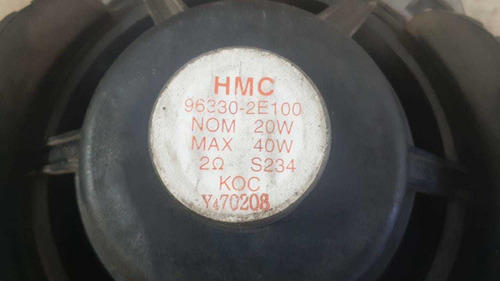 HMC
96330-2E100
NOM 20W
MAX 40W
2Ω S234
KOC
Y470208